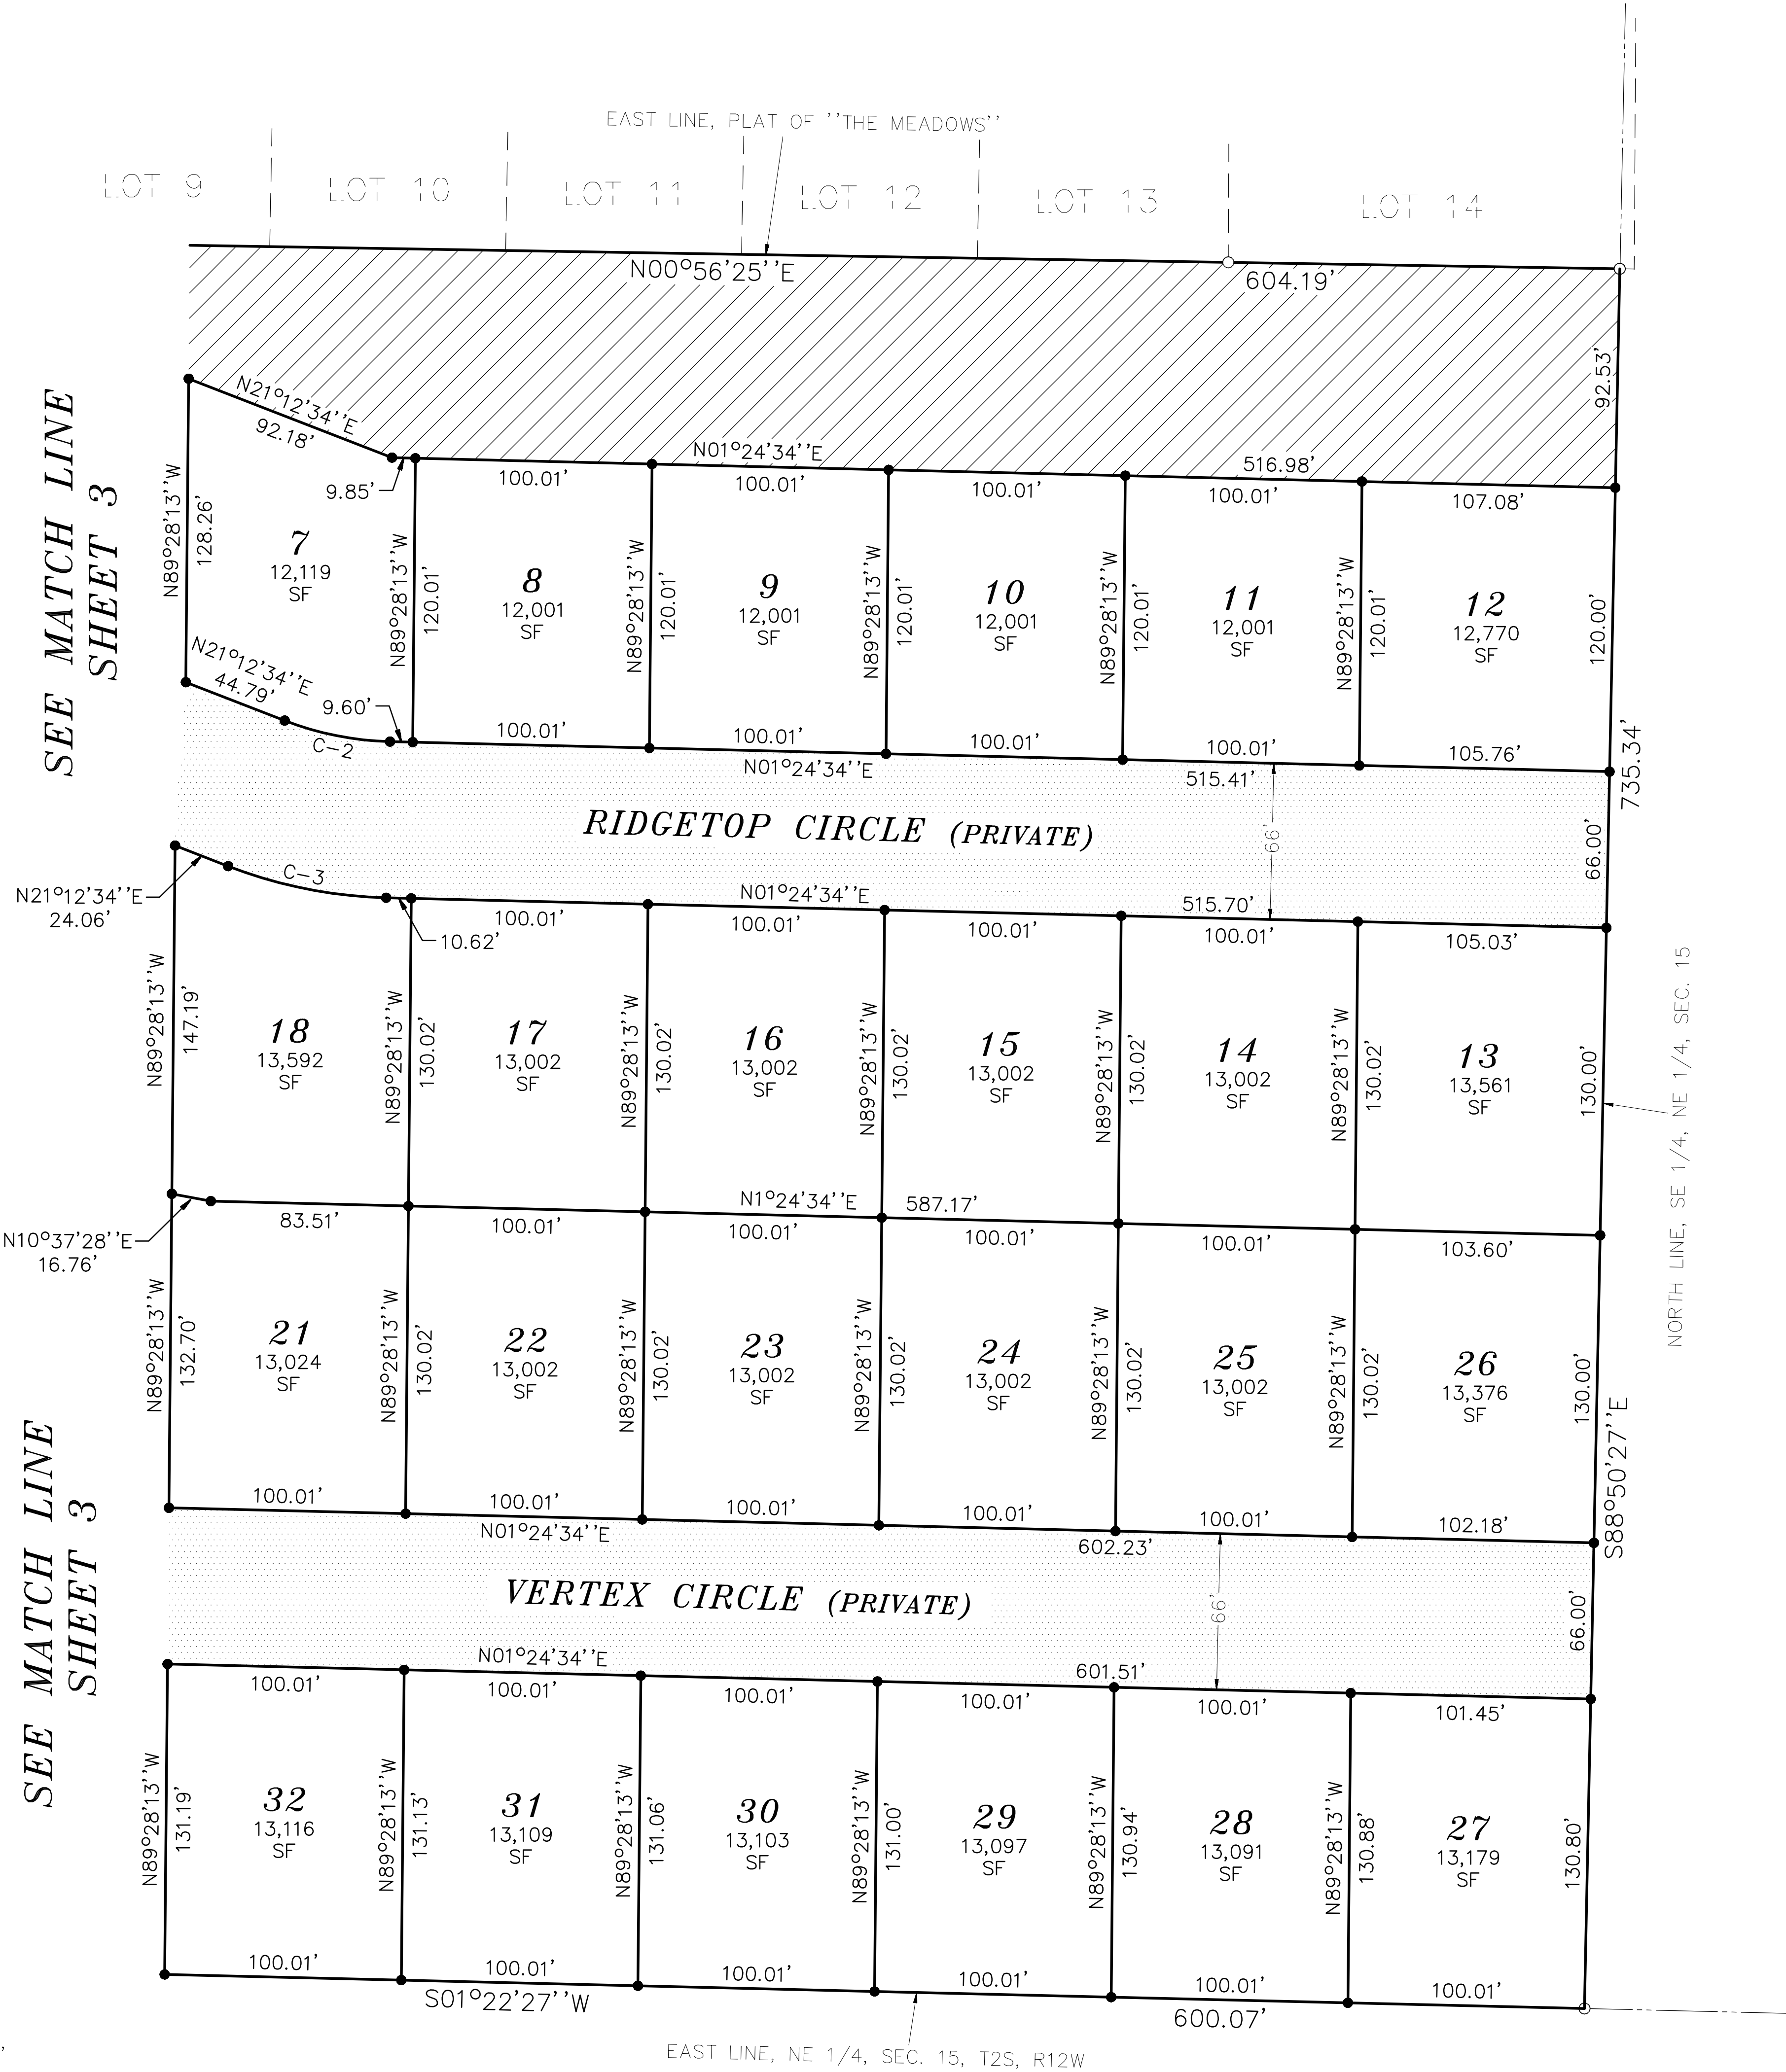 EAST LINE, PLAT OF ''THE MEADOWS''
LOT 9
LOT 10
LOT 11
LOT 12
LOT 13
LOT 14
N00°56'25''E
604.19'
92.53'
SEE MATCH LINE
SHEET 3
N21°12'34''E
92.18'
9.85'
N01°24'34''E
516.98'
100.01'
100.01'
100.01'
100.01'
107.08'
N89°28'13''W
128.26'
7
12,119
SF
N89°28'13''W
120.01'
8
12,001
SF
N89°28'13''W
120.01'
9
12,001
SF
N89°28'13''W
120.01'
10
12,001
SF
N89°28'13''W
120.01'
11
12,001
SF
N89°28'13''W
120.01'
12
12,770
SF
120.00'
735.34'
N21°12'34''E
44.79'
C-2
9.60'
100.01'
100.01'
100.01'
100.01'
105.76'
N01°24'34''E
515.41'
RIDGETOP CIRCLE (PRIVATE)
66'
66.00'
N21°12'34''E
24.06'
C-3
10.62'
N01°24'34''E
515.70'
100.01'
100.01'
100.01'
100.01'
105.03'
N89°28'13''W
147.19'
18
13,592
SF
N89°28'13''W
130.02'
17
13,002
SF
N89°28'13''W
130.02'
16
13,002
SF
N89°28'13''W
130.02'
15
13,002
SF
N89°28'13''W
130.02'
14
13,002
SF
N89°28'13''W
130.02'
13
13,561
SF
130.00'
NORTH LINE, SE 1/4, NE 1/4, SEC. 15
N10°37'28''E
16.76'
N1°24'34''E
587.17'
83.51'
100.01'
100.01'
100.01'
100.01'
103.60'
N89°28'13''W
132.70'
21
13,024
SF
N89°28'13''W
130.02'
22
13,002
SF
N89°28'13''W
130.02'
23
13,002
SF
N89°28'13''W
130.02'
24
13,002
SF
N89°28'13''W
130.02'
25
13,002
SF
N89°28'13''W
130.02'
26
13,376
SF
130.00'
S88°50'27''E
SEE MATCH LINE
SHEET 3
100.01'
100.01'
100.01'
100.01'
100.01'
102.18'
N01°24'34''E
602.23'
VERTEX CIRCLE (PRIVATE)
66'
66.00'
N01°24'34''E
601.51'
100.01'
100.01'
100.01'
100.01'
100.01'
101.45'
N89°28'13''W
131.19'
32
13,116
SF
N89°28'13''W
131.13'
31
13,109
SF
N89°28'13''W
131.06'
30
13,103
SF
N89°28'13''W
131.00'
29
13,097
SF
N89°28'13''W
130.94'
28
13,091
SF
N89°28'13''W
130.88'
27
13,179
SF
130.80'
100.01'
100.01'
100.01'
100.01'
100.01'
100.01'
S01°22'27''W
600.07'
EAST LINE, NE 1/4, SEC. 15, T2S, R12W